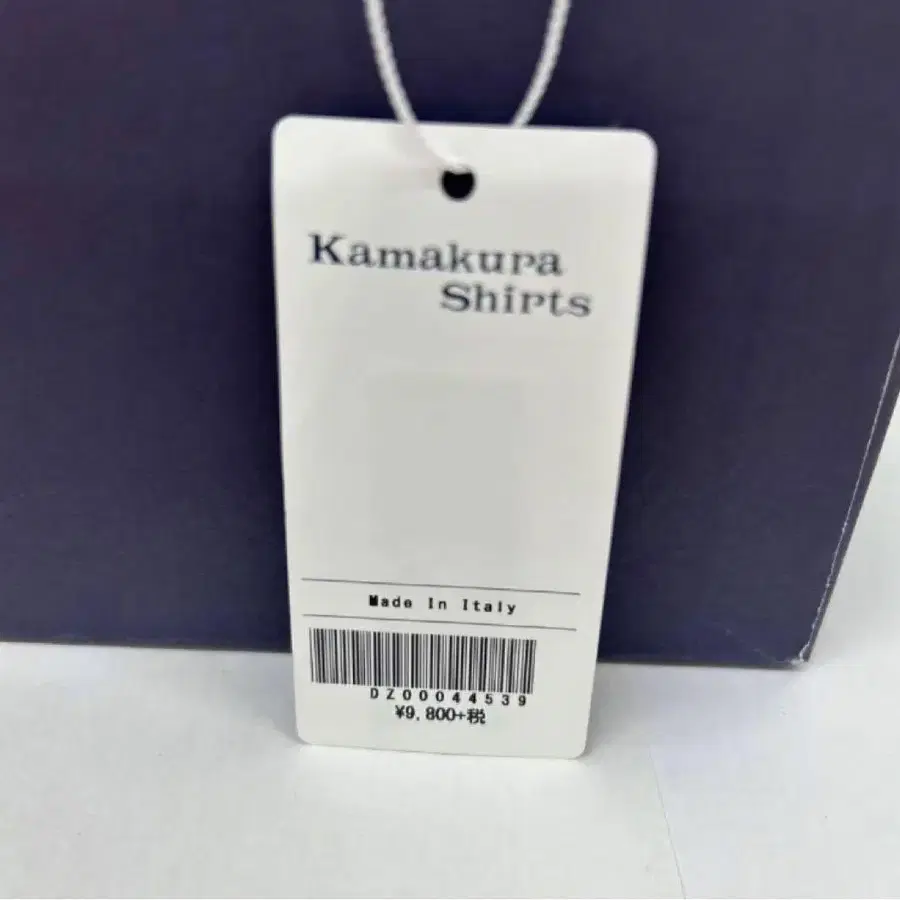 Kamakura
Shirts
Made In Italy
DZ00044539
¥9,800+税